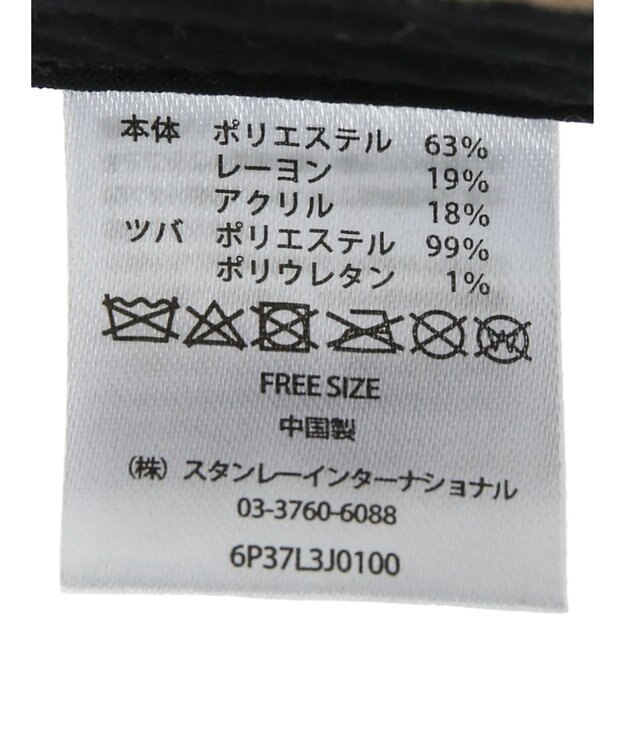 本体 ポリエステル 63%
レーヨン 19%
アクリル 18%
ツバ ポリエステル 99%
ポリウレタン 1%
FREE SIZE
中国製
(株) スタンレーインターナショナル
03-3760-6088
6P37L3J0100